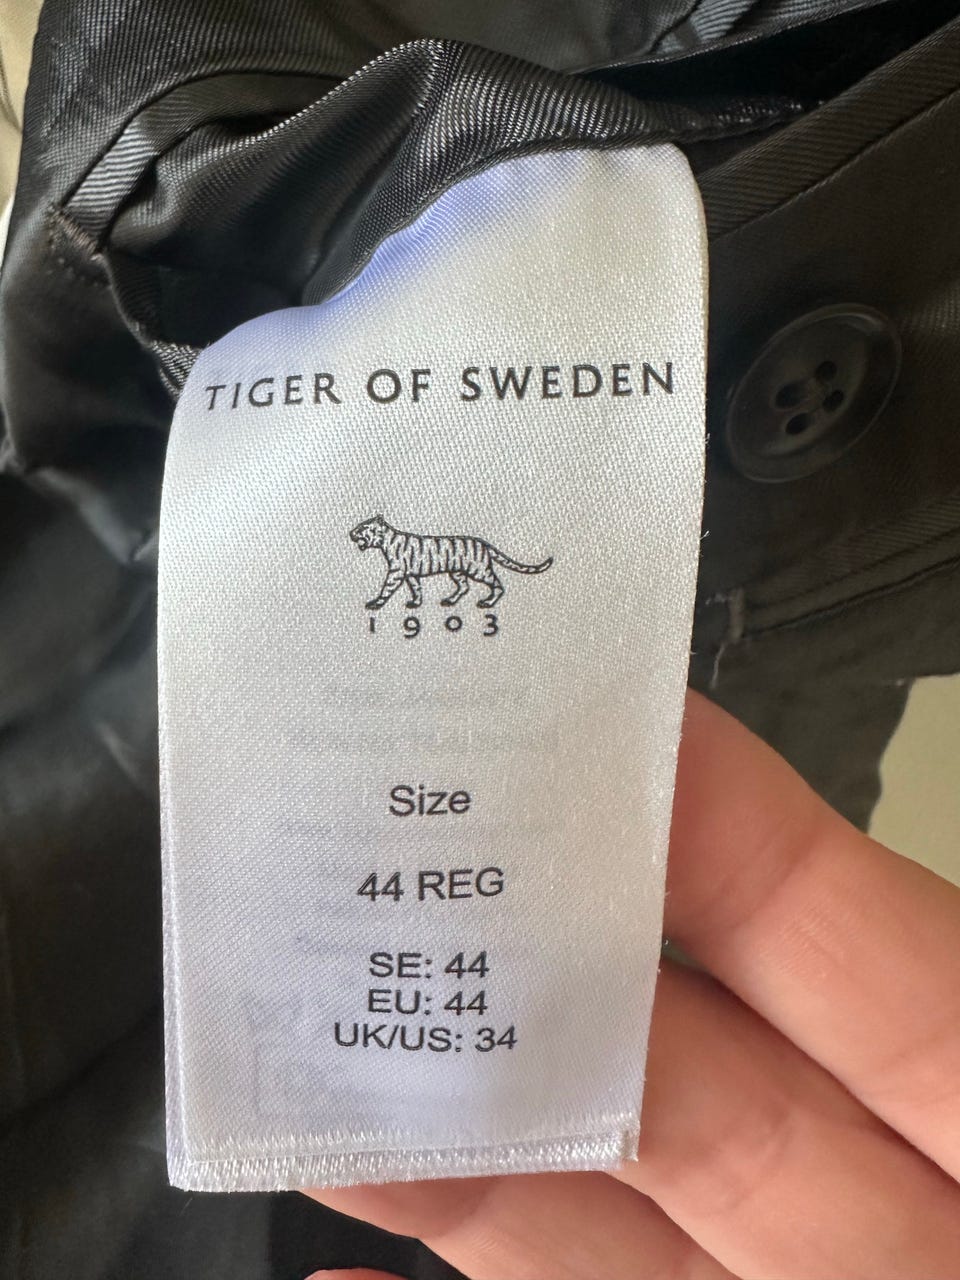 TIGER OF SWEDEN
1903
Size
44 REG
SE: 44
EU: 44
UK/US: 34